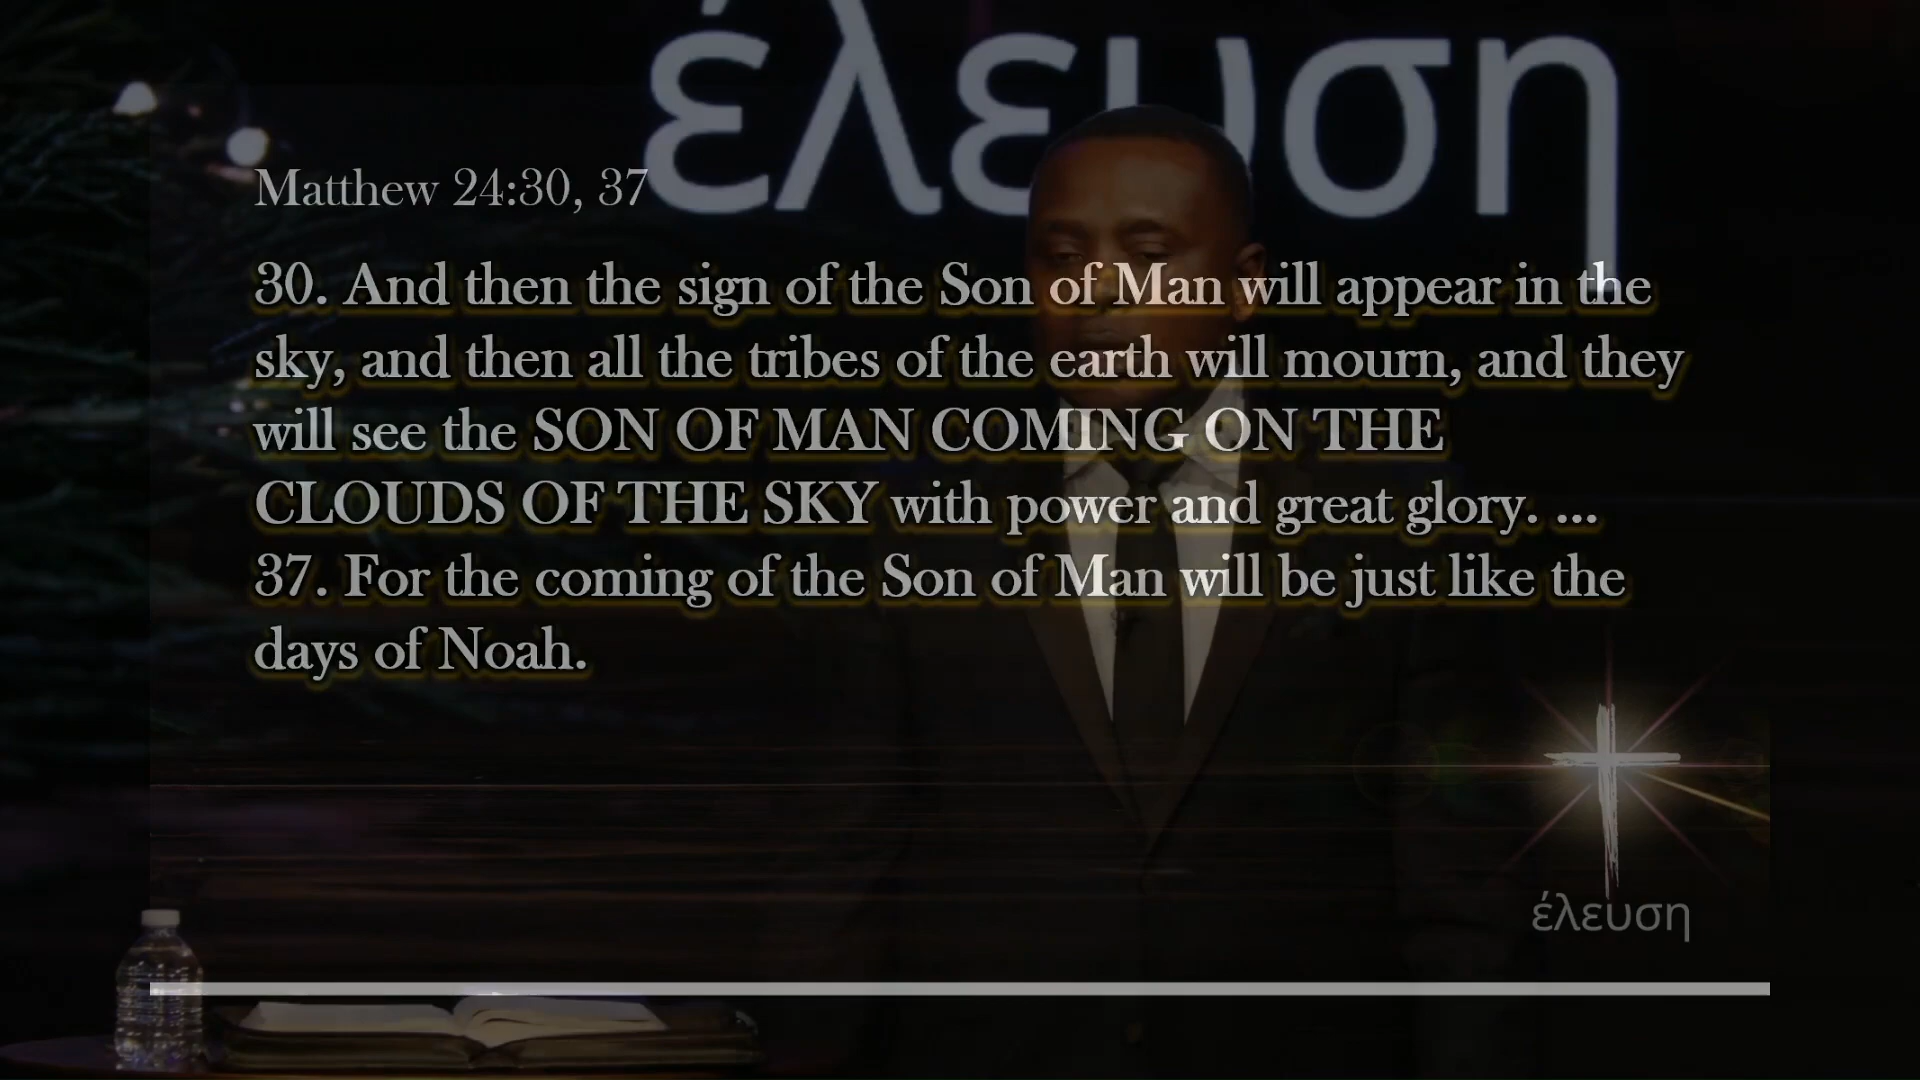 έλευση
Matthew 24:30, 37
30. And then the sign of the Son of Man will appear in the
sky, and then all the tribes of the earth will mourn, and they
will see the SON OF MAN COMING ON THE
CLOUDS OF THE SKY with power and great glory. ...
37. For the coming of the Son of Man will be just like the
days of Noah.
έλευση